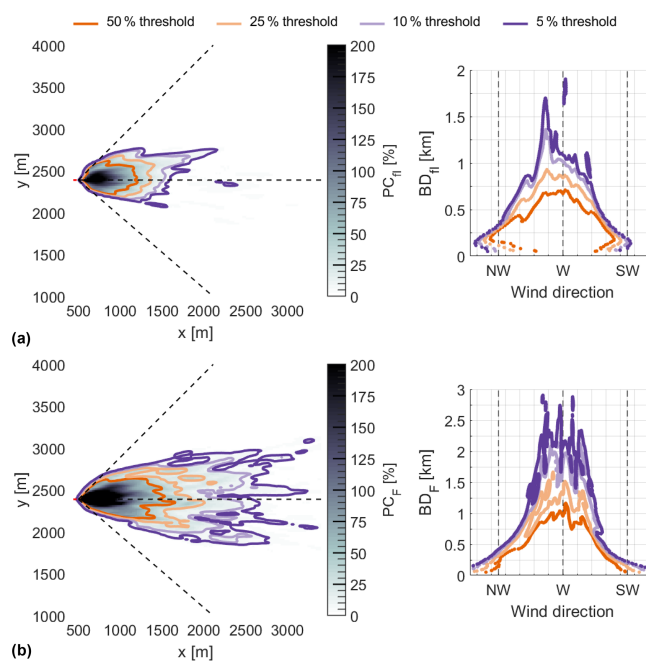 50 % threshold 25 % threshold 10 % threshold 5 % threshold
4000
3500
3000
2500
2000
1500
1000
y [m]
500 1000 1500 2000 2500 3000
x [m]
200
175
150
125
100
75
50
25
0
PC_fl [%]
2
1.5
1
0.5
0
BD_fl [km]
NW W SW
Wind direction
(a)
4000
3500
3000
2500
2000
1500
1000
y [m]
500 1000 1500 2000 2500 3000
x [m]
200
175
150
125
100
75
50
25
0
PC_F [%]
3
2.5
2
1.5
1
0.5
0
BD_F [km]
NW W SW
Wind direction
(b)